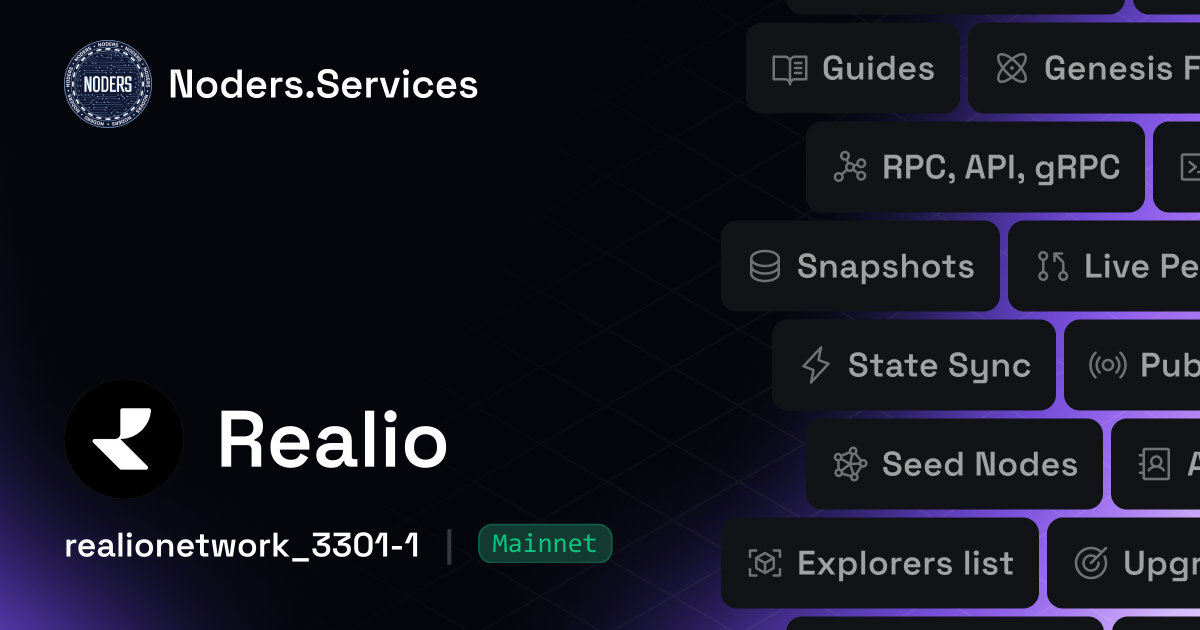 NODERS
Noders.Services
Guides
Genesis F
RPC, API, gRPC
Snapshots
Live Pe
State Sync
Pub
Realio
Seed Nodes
A
realionetwork_3301-1 | Mainnet
Explorers list
Upgr